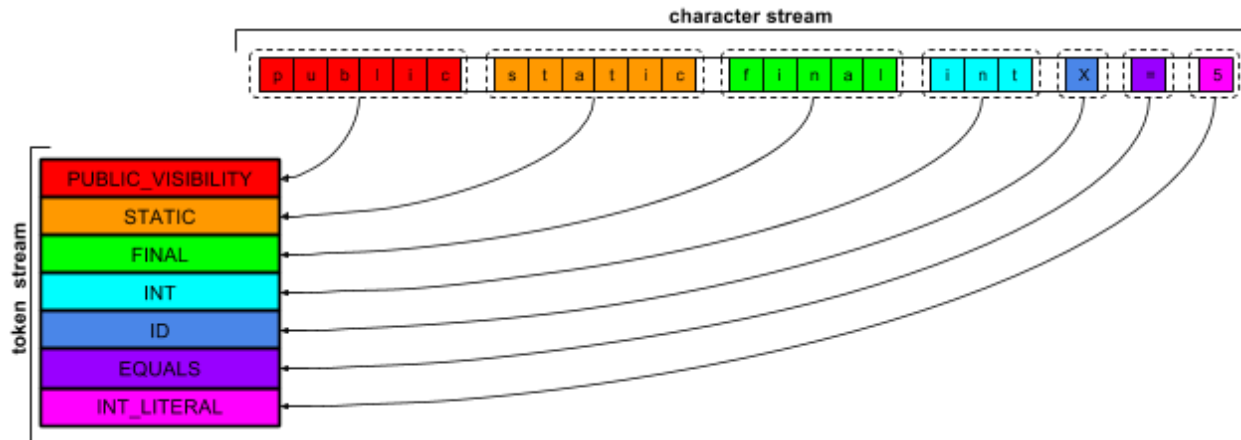 character stream
p u b l i c s t a t i c f i n a l i n t X = 5
token stream
PUBLIC_VISIBILITY
STATIC
FINAL
INT
ID
EQUALS
INT_LITERAL